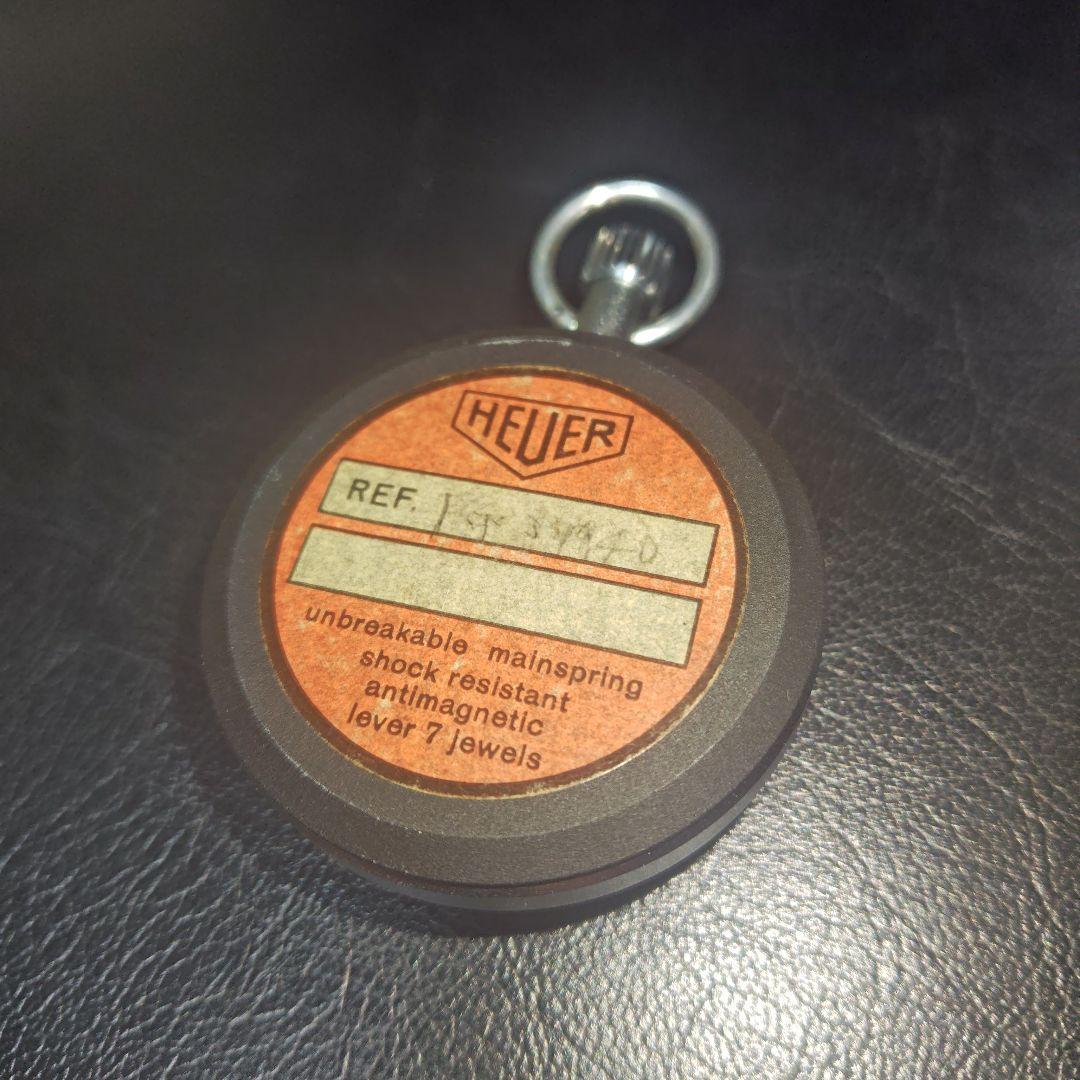 HEUER
REF.
unbreakable mainspring
shock resistant
antimagnetic
lever 7 jewels